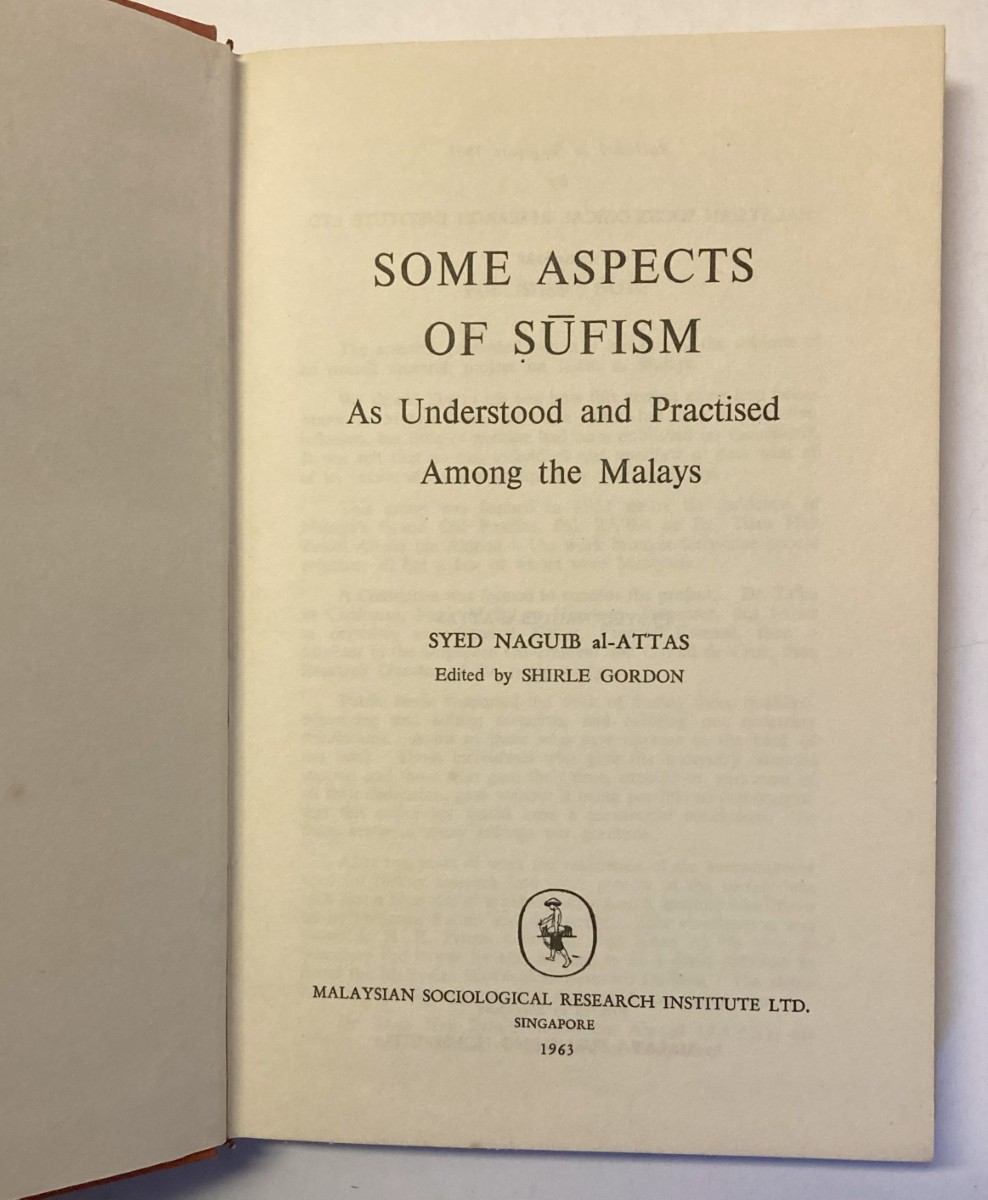 SOME ASPECTS
OF ṢŪFISM
As Understood and Practised
Among the Malays
SYED NAGUIB al-ATTAS
Edited by SHIRLE GORDON
MALAYSIAN SOCIOLOGICAL RESEARCH INSTITUTE LTD.
SINGAPORE
1963